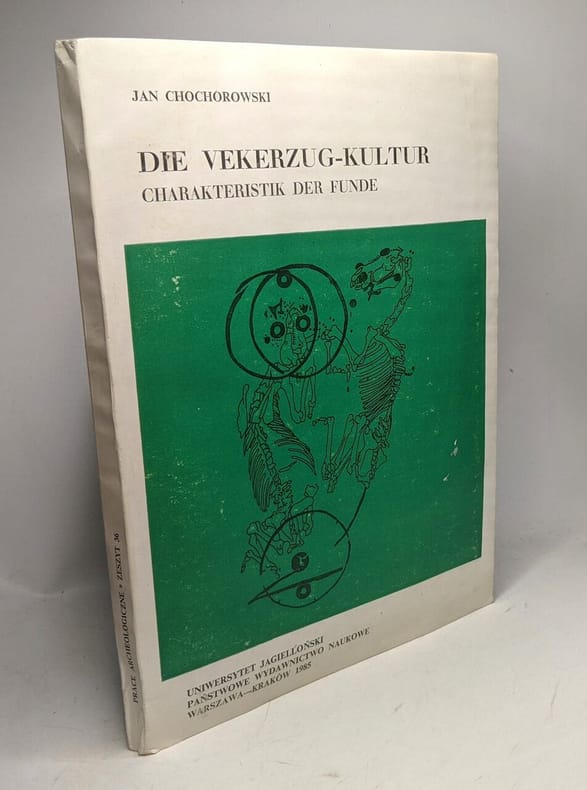 JAN CHOCHOROWSKI
DIE VEKERZUG-KULTUR
CHARAKTERISTIK DER FUNDE
UNIWERSYTET JAGIELLOŃSKI
PAŃSTWOWE WYDAWNICTWO NAUKOWE
WARSZAWA—KRAKÓW 1985
PRACE ARCHEOLOGICZNE • ZESZYT 36